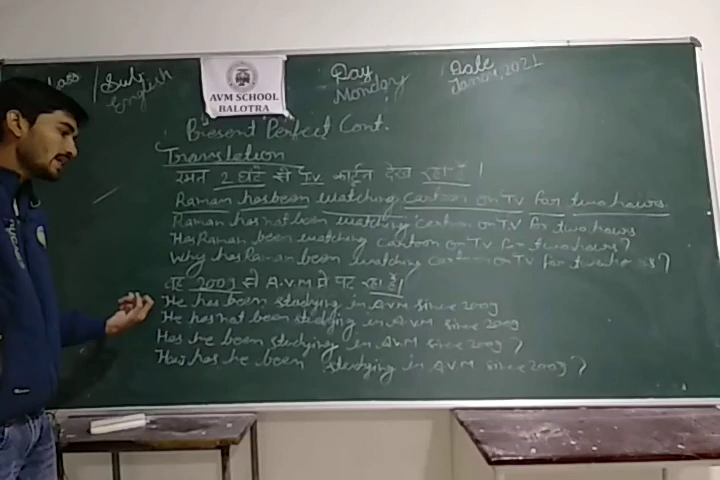 Class / Sub:
English
AVM SCHOOL
BALOTRA
Day
Monday
Date
2021
Present Perfect Cont.
Transletion
रमन 2 घंटे से TV कार्टून देख रहा है ।
Raman has been watching cartoon on TV for two hours.
Raman has not been watching cartoon on TV for two hours
Has Raman been watching cartoon on TV for two hours?
Why has Raman been watching cartoon on TV for two hours?
वह 2009 से A.V.M में पढ़ रहा है।
He has been studying in AVM since 2009
He has not been studying in A.V.M since 2009
Has he been studying in AVM since 2009?
How has he been studying in AVM since 2009?